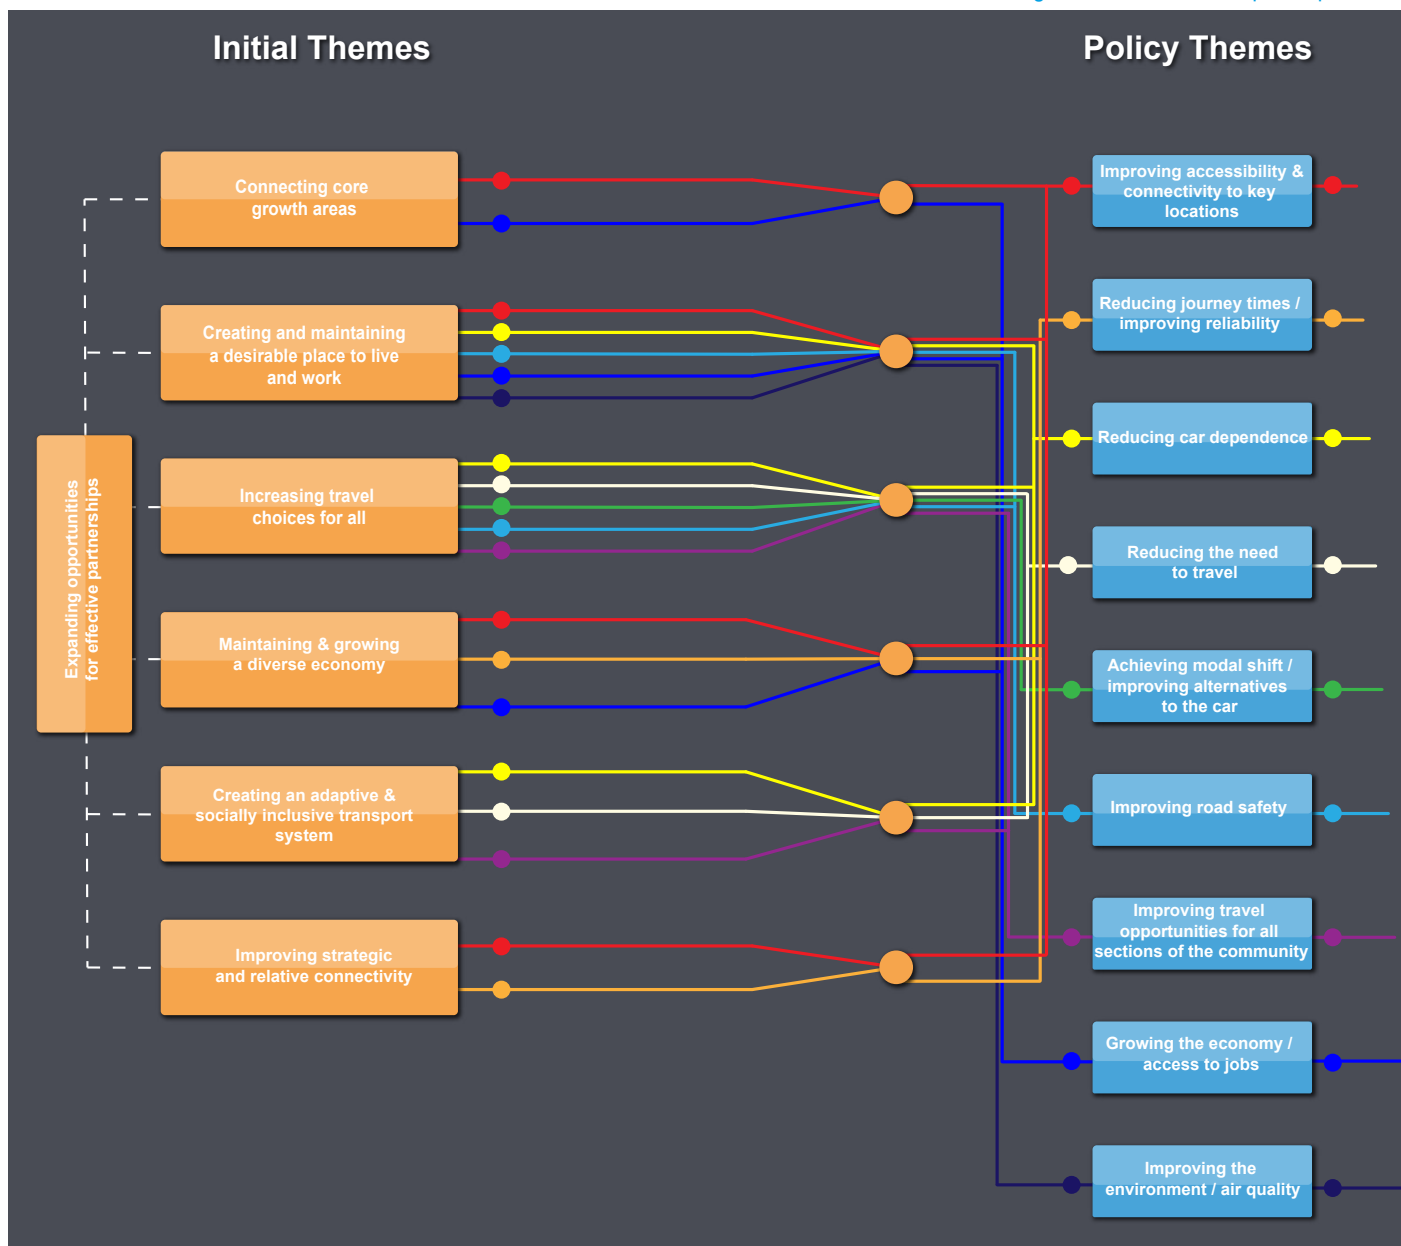 Initial Themes
Policy Themes
Connecting core
growth areas
Creating and maintaining
a desirable place to live
and work
Expanding opportunities
for effective partnerships
Increasing travel
choices for all
Maintaining & growing
a diverse economy
Creating an adaptive &
socially inclusive transport
system
Improving strategic
and relative connectivity
Improving accessibility &
connectivity to key
locations
Reducing journey times /
improving reliability
Reducing car dependence
Reducing the need
to travel
Achieving modal shift /
improving alternatives
to the car
Improving road safety
Improving travel
opportunities for all
sections of the community
Growing the economy /
access to jobs
Improving the
environment / air quality